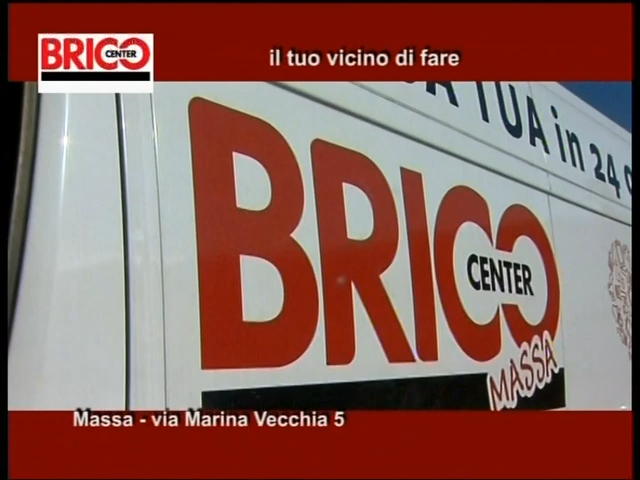 BRICO
CENTER
il tuo vicino di fare
TUA in 24
BRICO
CENTER
MASSA
Massa - via Marina Vecchia 5